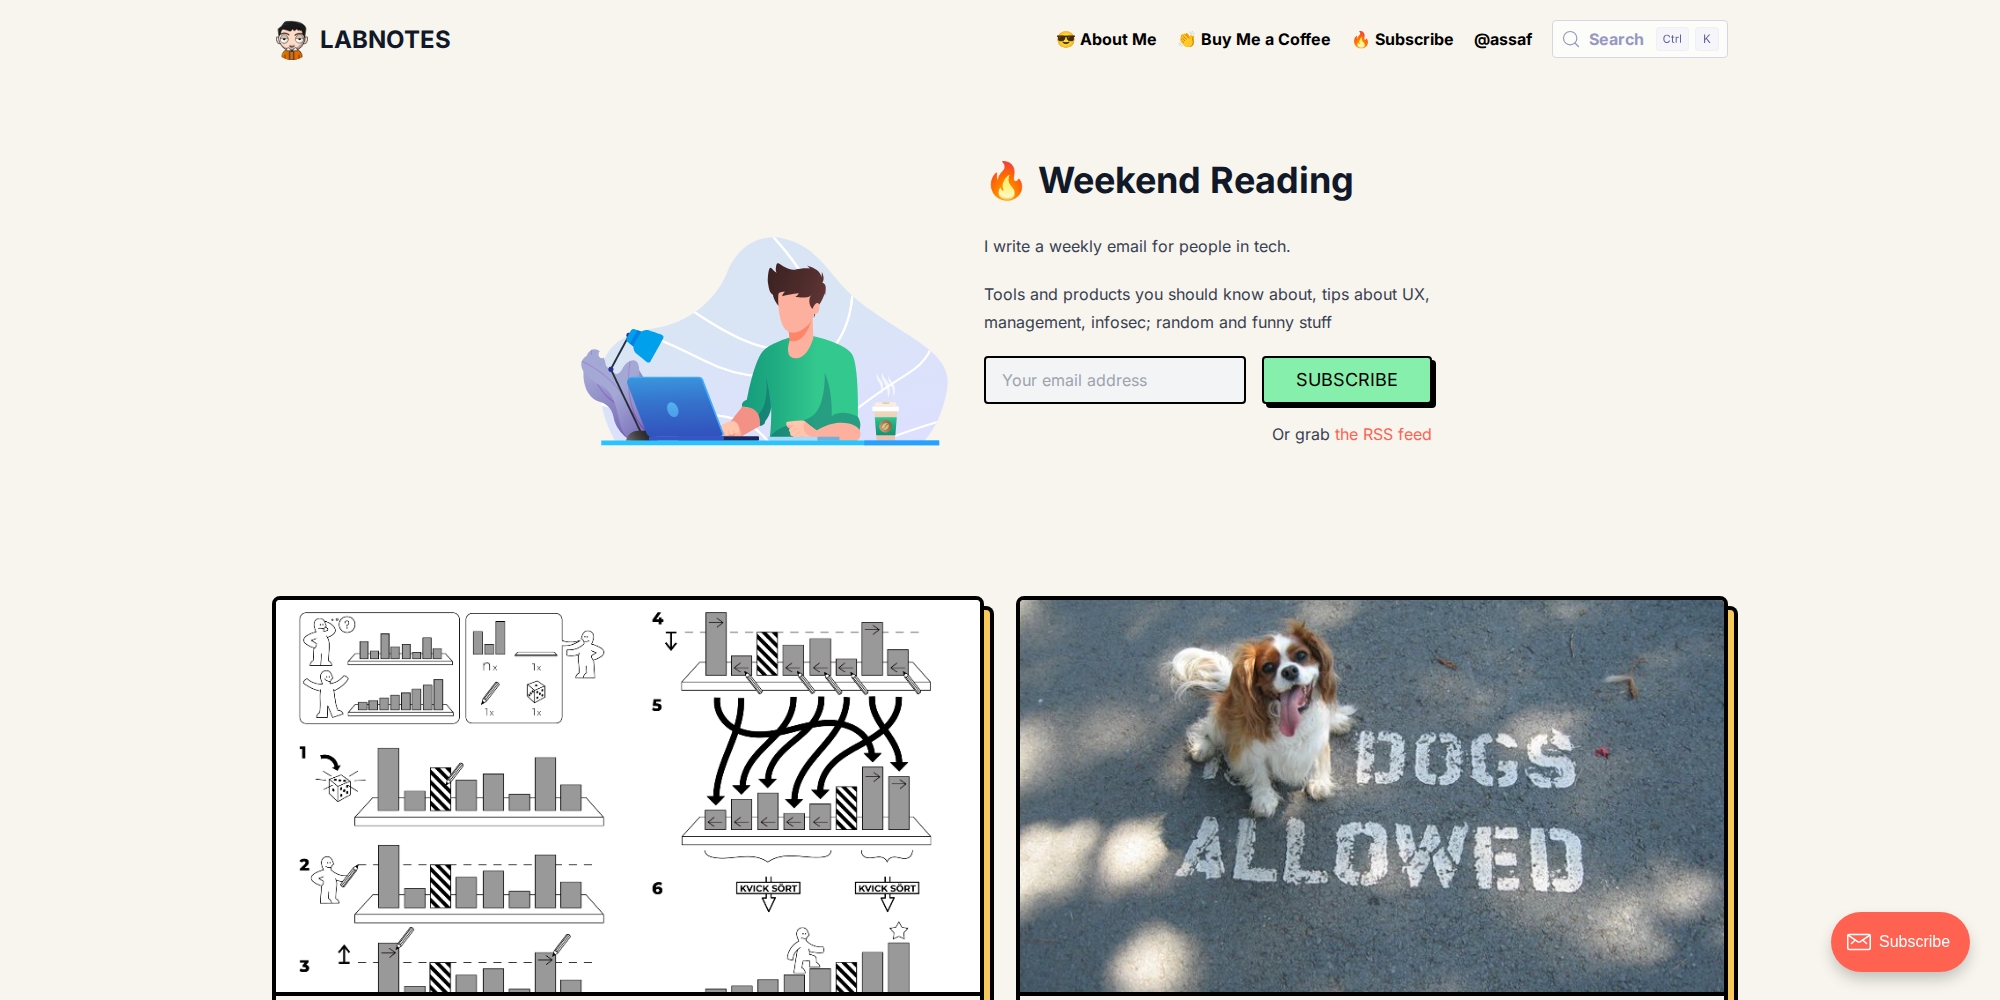 LABNOTES
😎 About Me
👏 Buy Me a Coffee
🔥 Subscribe
@assaf
Search
Ctrl
K
🔥 Weekend Reading
I write a weekly email for people in tech.
Tools and products you should know about, tips about UX,
management, infosec; random and funny stuff
Your email address
SUBSCRIBE
Or grab the RSS feed
?
n x
1x
1x
1x
1
2
3
4
5
6
KVICK SÖRT
KVICK SÖRT
DOGS
ALLOWED
Subscribe